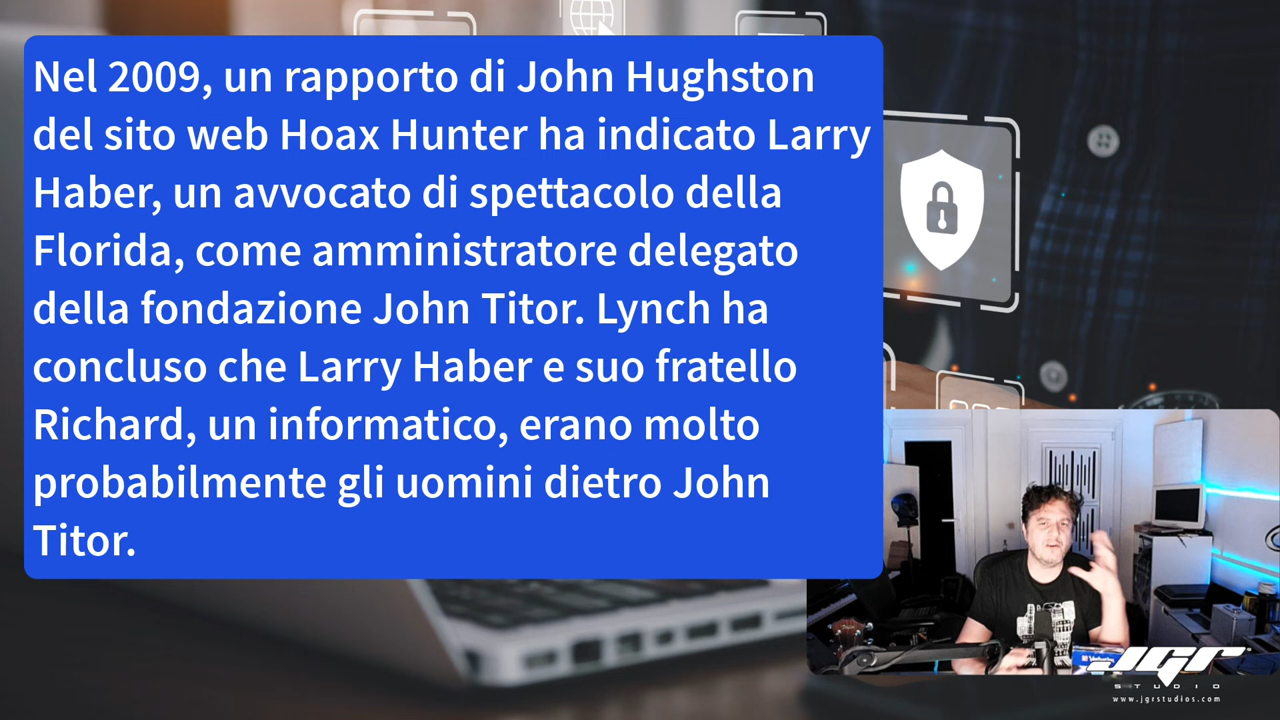 Nel 2009, un rapporto di John Hughston
del sito web Hoax Hunter ha indicato Larry
Haber, un avvocato di spettacolo della
Florida, come amministratore delegato
della fondazione John Titor. Lynch ha
concluso che Larry Haber e suo fratello
Richard, un informatico, erano molto
probabilmente gli uomini dietro John
Titor.
JGR
STUDIO
www.jgrstudios.com